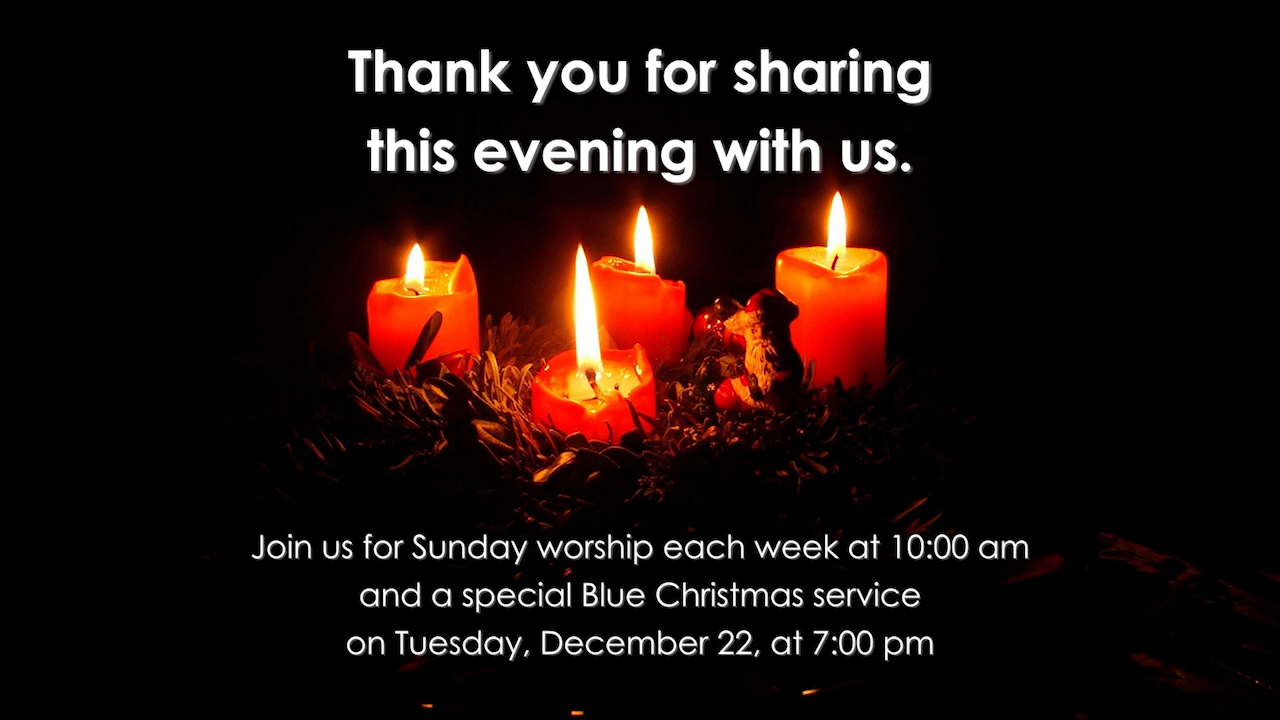 Thank you for sharing
this evening with us.
Join us for Sunday worship each week at 10:00 am
and a special Blue Christmas service
on Tuesday, December 22, at 7:00 pm